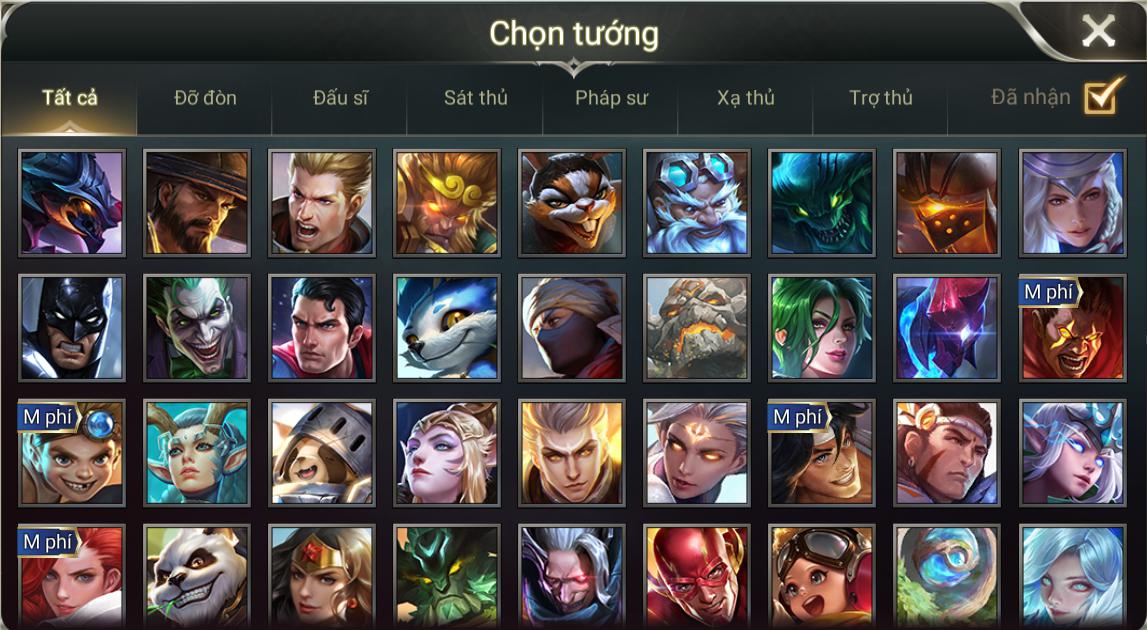 Chọn tướng
Tất cả
Đỡ đòn
Đấu sĩ
Sát thủ
Pháp sư
Xạ thủ
Trợ thủ
Đã nhận
M phí
M phí
M phí
M phí